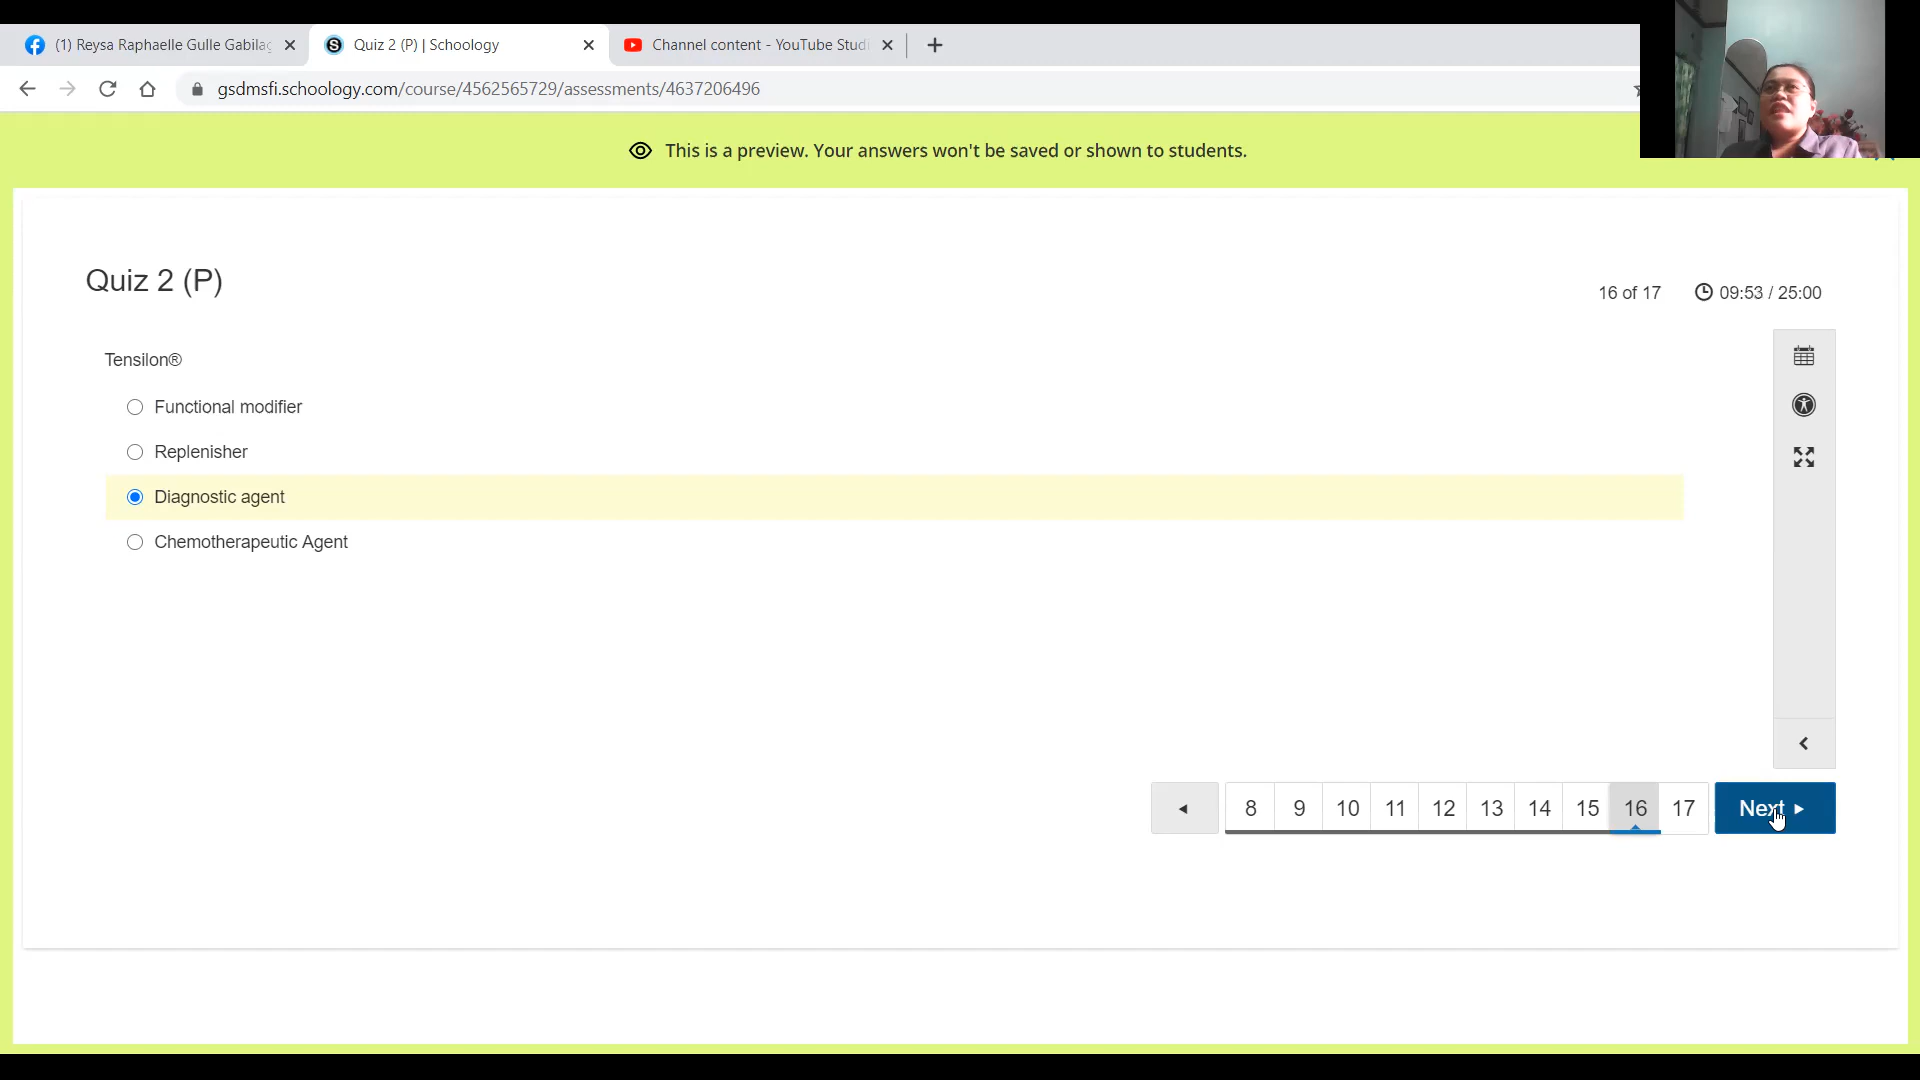 (1) Reysa Raphaelle Gulle Gabilag
Quiz 2 (P) | Schoology
Channel content - YouTube Studi
gsdmsfi.schoology.com/course/4562565729/assessments/4637206496
This is a preview. Your answers won't be saved or shown to students.
Quiz 2 (P)
16 of 17
09:53 / 25:00
Tensilon®
Functional modifier
Replenisher
Diagnostic agent
Chemotherapeutic Agent
8 9 10 11 12 13 14 15 16 17 Next